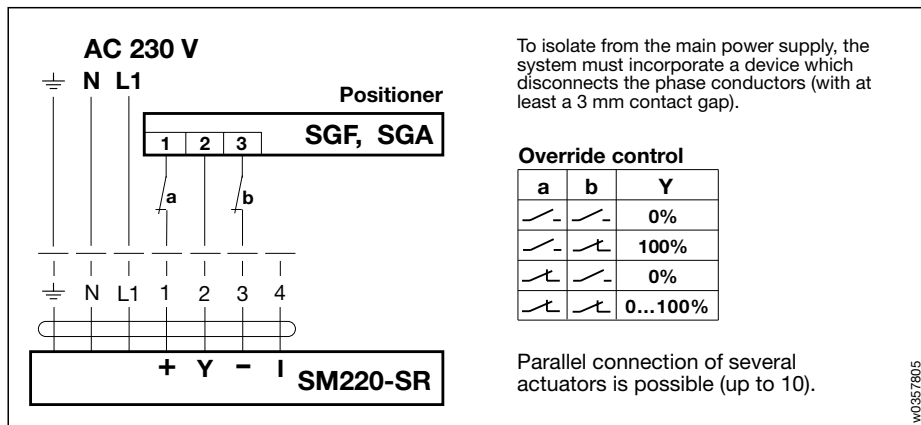 AC 230 V
N L1
Positioner
1 2 3 SGF, SGA
a b
N L1 1 2 3 4
+ Y − I SM220-SR
To isolate from the main power supply, the
system must incorporate a device which
disconnects the phase conductors (with at
least a 3 mm contact gap).
Override control
a b Y
0%
100%
0%
0...100%
Parallel connection of several
actuators is possible (up to 10).
w0357805